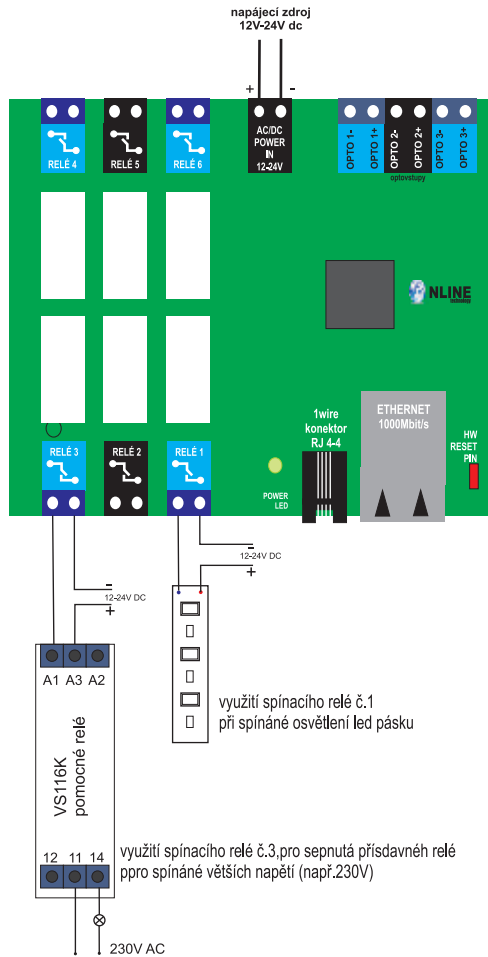 napájecí zdroj
12V-24V dc
+ -
RELÉ 4
RELÉ 5
RELÉ 6
AC/DC
POWER
IN
12-24V
OPTO 1-
OPTO 1+
OPTO 2-
OPTO 2+
OPTO 3-
OPTO 3+
optovstupy
NLINE
technology
RELÉ 3
RELÉ 2
RELÉ 1
POWER
LED
1wire
konektor
RJ 4-4
ETHERNET
1000Mbit/s
HW
RESET
PIN
-
12-24V DC
+
-
12-24V DC
+
A1 A3 A2
VS116K
pomocné relé
12 11 14
využití spínacího relé č.1
při spínáné osvětlení led pásku
využití spínacího relé č.3,pro sepnutá přísdavnéh relé
ppro spínáné větších napětí (např.230V)
230V AC